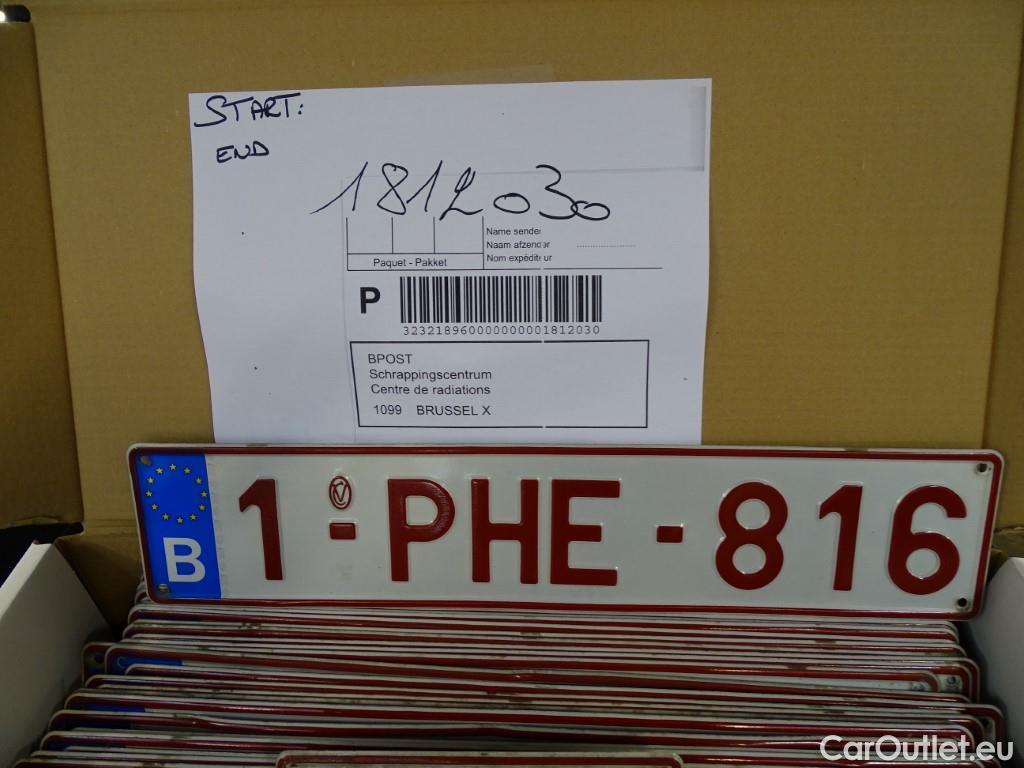 START:
END
1812030
Name sender
Naam afzender
Nom expéditeur
Paquet - Pakket
P
3232189600000000001812030
BPOST
Schrappingscentrum
Centre de radiations
1099 BRUSSEL X
B 1-PHE-816
CarOutlet.eu